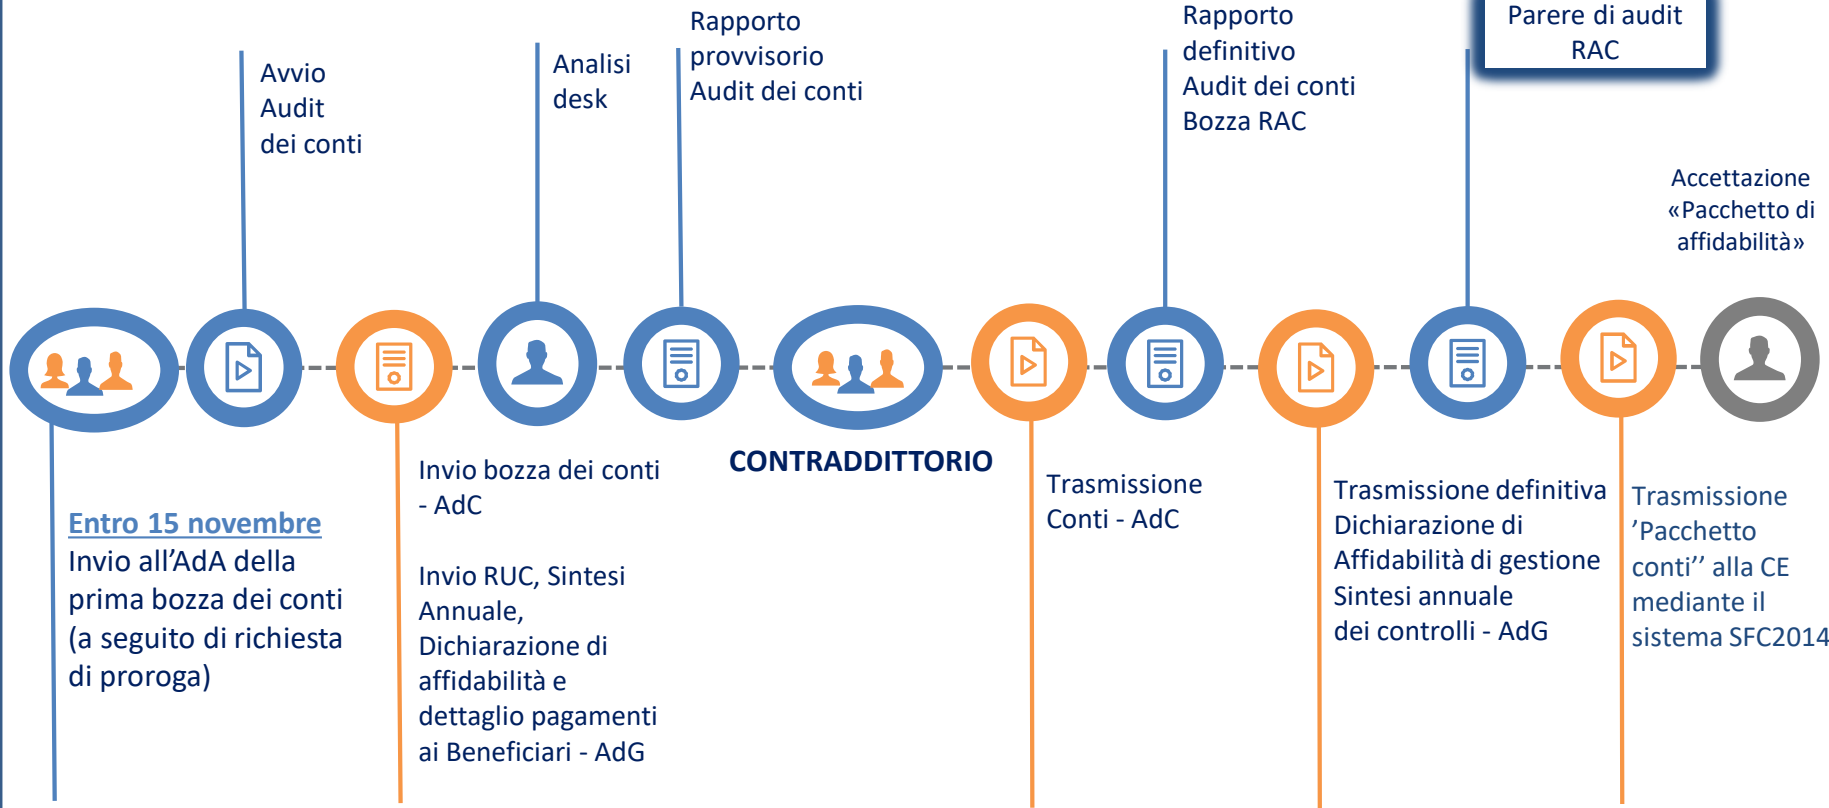 Avvio
Audit
dei conti
Analisi
desk
Rapporto
provvisorio
Audit dei conti
Rapporto
definitivo
Audit dei conti
Bozza RAC
Parere di audit
RAC
Accettazione
«Pacchetto di
affidabilità»
Entro 15 novembre
Invio all’AdA della
prima bozza dei conti
(a seguito di richiesta
di proroga)
Invio bozza dei conti
- AdC
Invio RUC, Sintesi
Annuale,
Dichiarazione di
affidabilità e
dettaglio pagamenti
ai Beneficiari - AdG
CONTRADDITTORIO
Trasmissione
Conti - AdC
Trasmissione definitiva
Dichiarazione di
Affidabilità di gestione
Sintesi annuale
dei controlli - AdG
Trasmissione
’Pacchetto
conti’’ alla CE
mediante il
sistema SFC2014